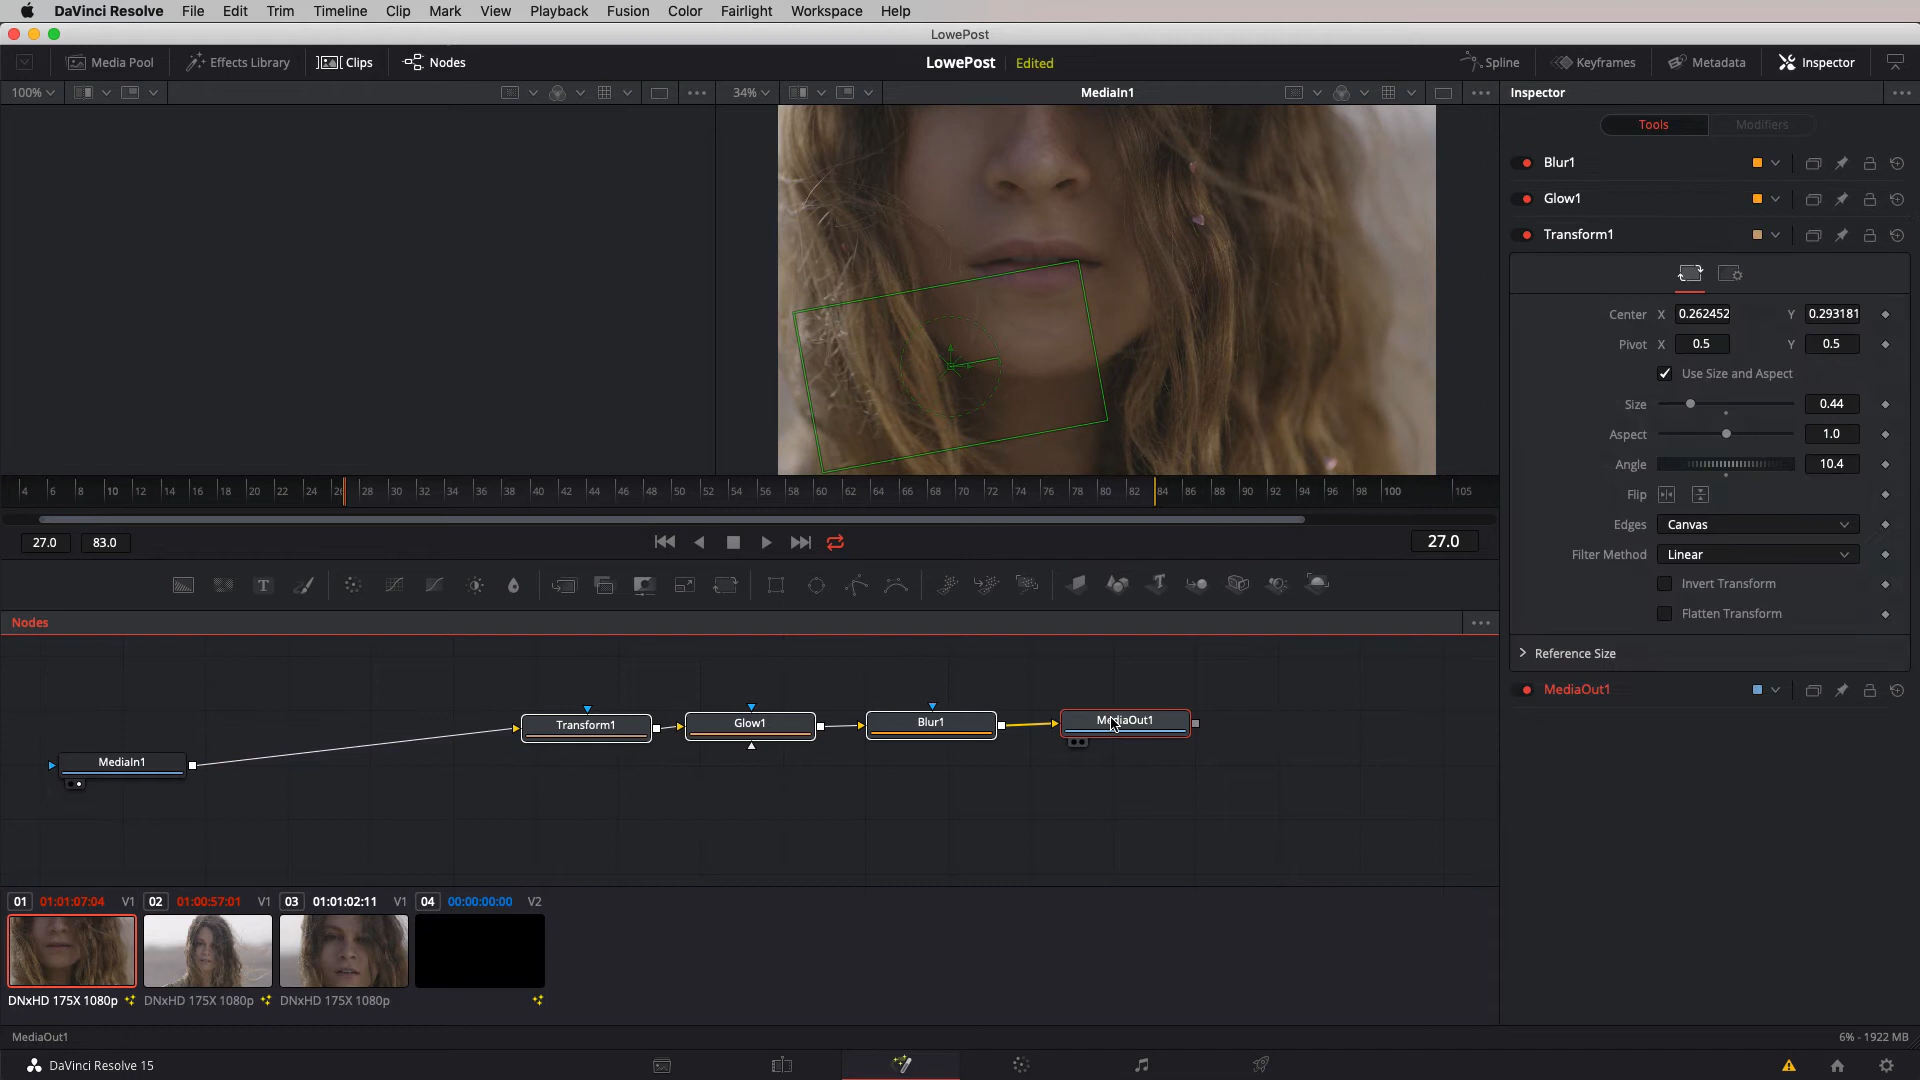 DaVinci Resolve File Edit Trim Timeline Clip Mark View Playback Fusion Color Fairlight Workspace Help
LowePost
Media Pool Effects Library Clips Nodes LowePost Edited Spline Keyframes Metadata Inspector
100% 34% MediaIn1 Inspector
Tools Modifiers
Blur1
Glow1
Transform1
Center X 0.262452 Y 0.293181
Pivot X 0.5 Y 0.5
Use Size and Aspect
Size 0.44
Aspect 1.0
Angle 10.4
Flip
Edges Canvas
Filter Method Linear
Invert Transform
Flatten Transform
Reference Size
MediaOut1
4 6 8 10 12 14 16 18 20 22 24 26 28 30 32 34 36 38 40 42 44 46 48 50 52 54 56 58 60 62 64 66 68 70 72 74 76 78 80 82 84 86 88 90 92 94 96 98 100 105
27.0 83.0 27.0
Nodes
MediaIn1 Transform1 Glow1 Blur1 MediaOut1
01 01:01:07:04 V1 02 01:00:57:01 V1 03 01:01:02:11 V1 04 00:00:00:00 V2
DNxHD 175X 1080p DNxHD 175X 1080p DNxHD 175X 1080p
MediaOut1 6% - 1922 MB
DaVinci Resolve 15